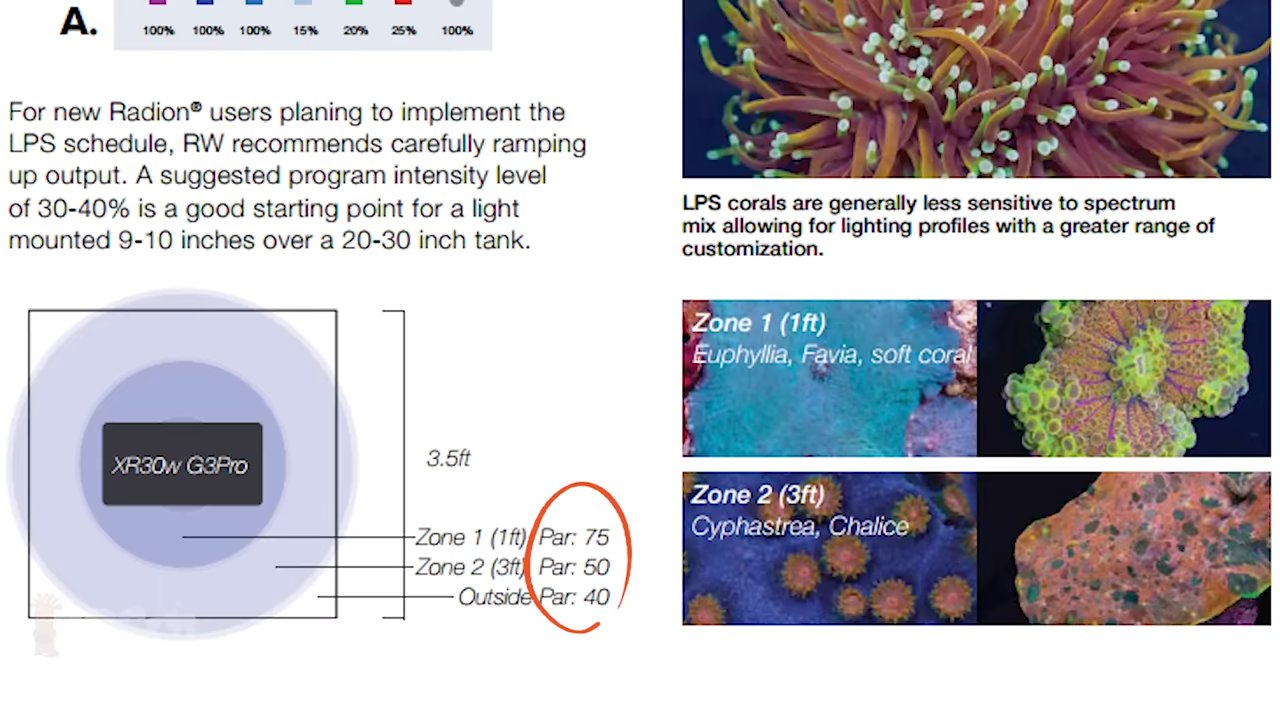 A.
100% 100% 100% 15% 20% 25% 100%
For new Radion® users planing to implement the
LPS schedule, RW recommends carefully ramping
up output. A suggested program intensity level
of 30-40% is a good starting point for a light
mounted 9-10 inches over a 20-30 inch tank.
XR30w G3Pro
3.5ft
Zone 1 (1ft) Par: 75
Zone 2 (3ft) Par: 50
Outside Par: 40
LPS corals are generally less sensitive to spectrum
mix allowing for lighting profiles with a greater range of
customization.
Zone 1 (1ft)
Euphyllia, Favia, soft coral
Zone 2 (3ft)
Cyphastrea, Chalice